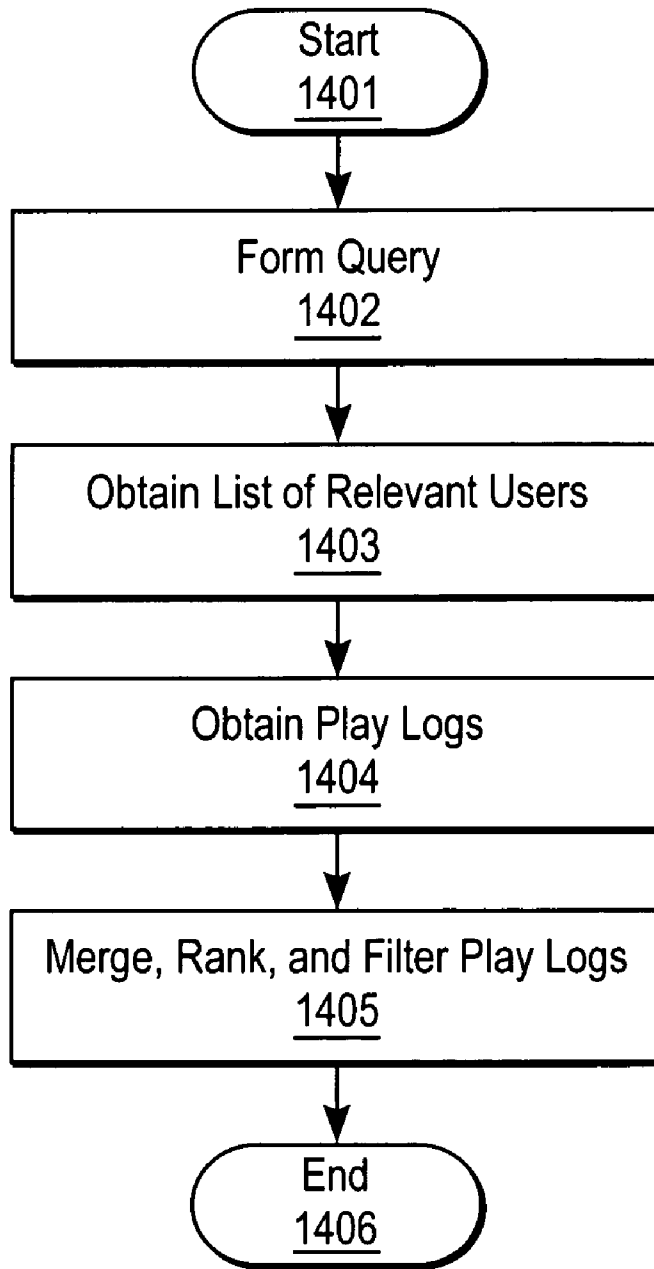 Start
1401
Form Query
1402
Obtain List of Relevant Users
1403
Obtain Play Logs
1404
Merge, Rank, and Filter Play Logs
1405
End
1406